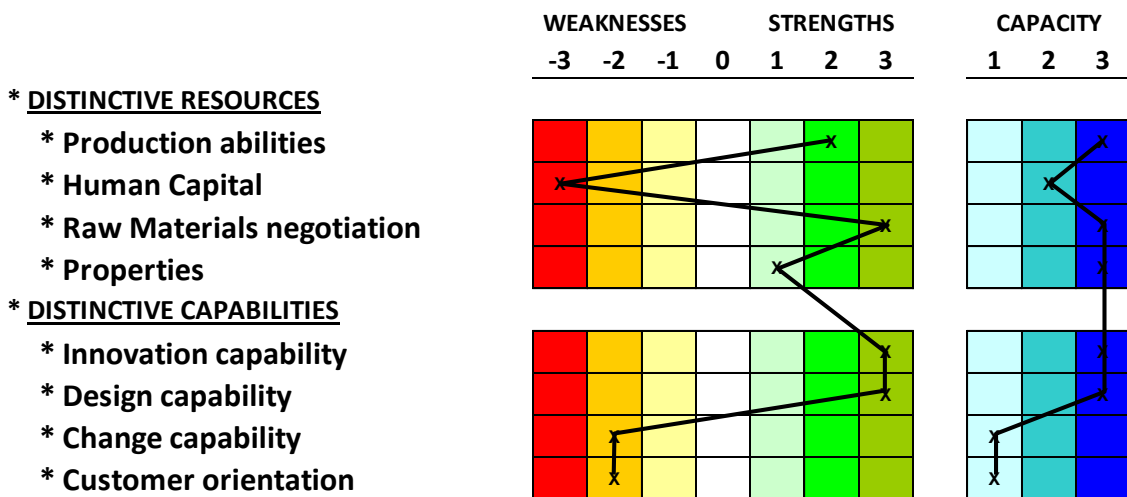 WEAKNESSES STRENGTHS CAPACITY
-3 -2 -1 0 1 2 3 1 2 3
* DISTINCTIVE RESOURCES
* Production abilities X X
* Human Capital X X
* Raw Materials negotiation X X
* Properties X X
* DISTINCTIVE CAPABILITIES
* Innovation capability X X
* Design capability X X
* Change capability X X
* Customer orientation X X